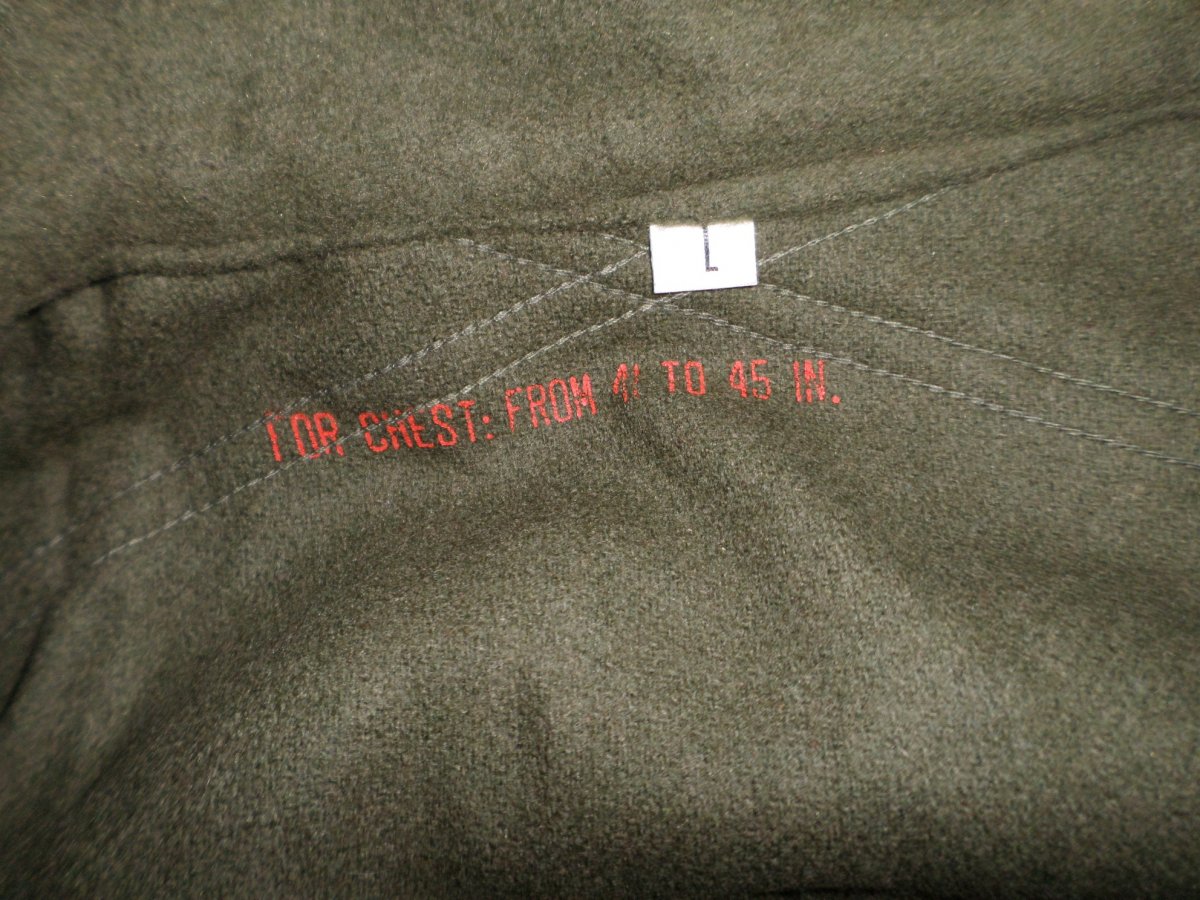 L
FOR CHEST: FROM 41 TO 45 IN.